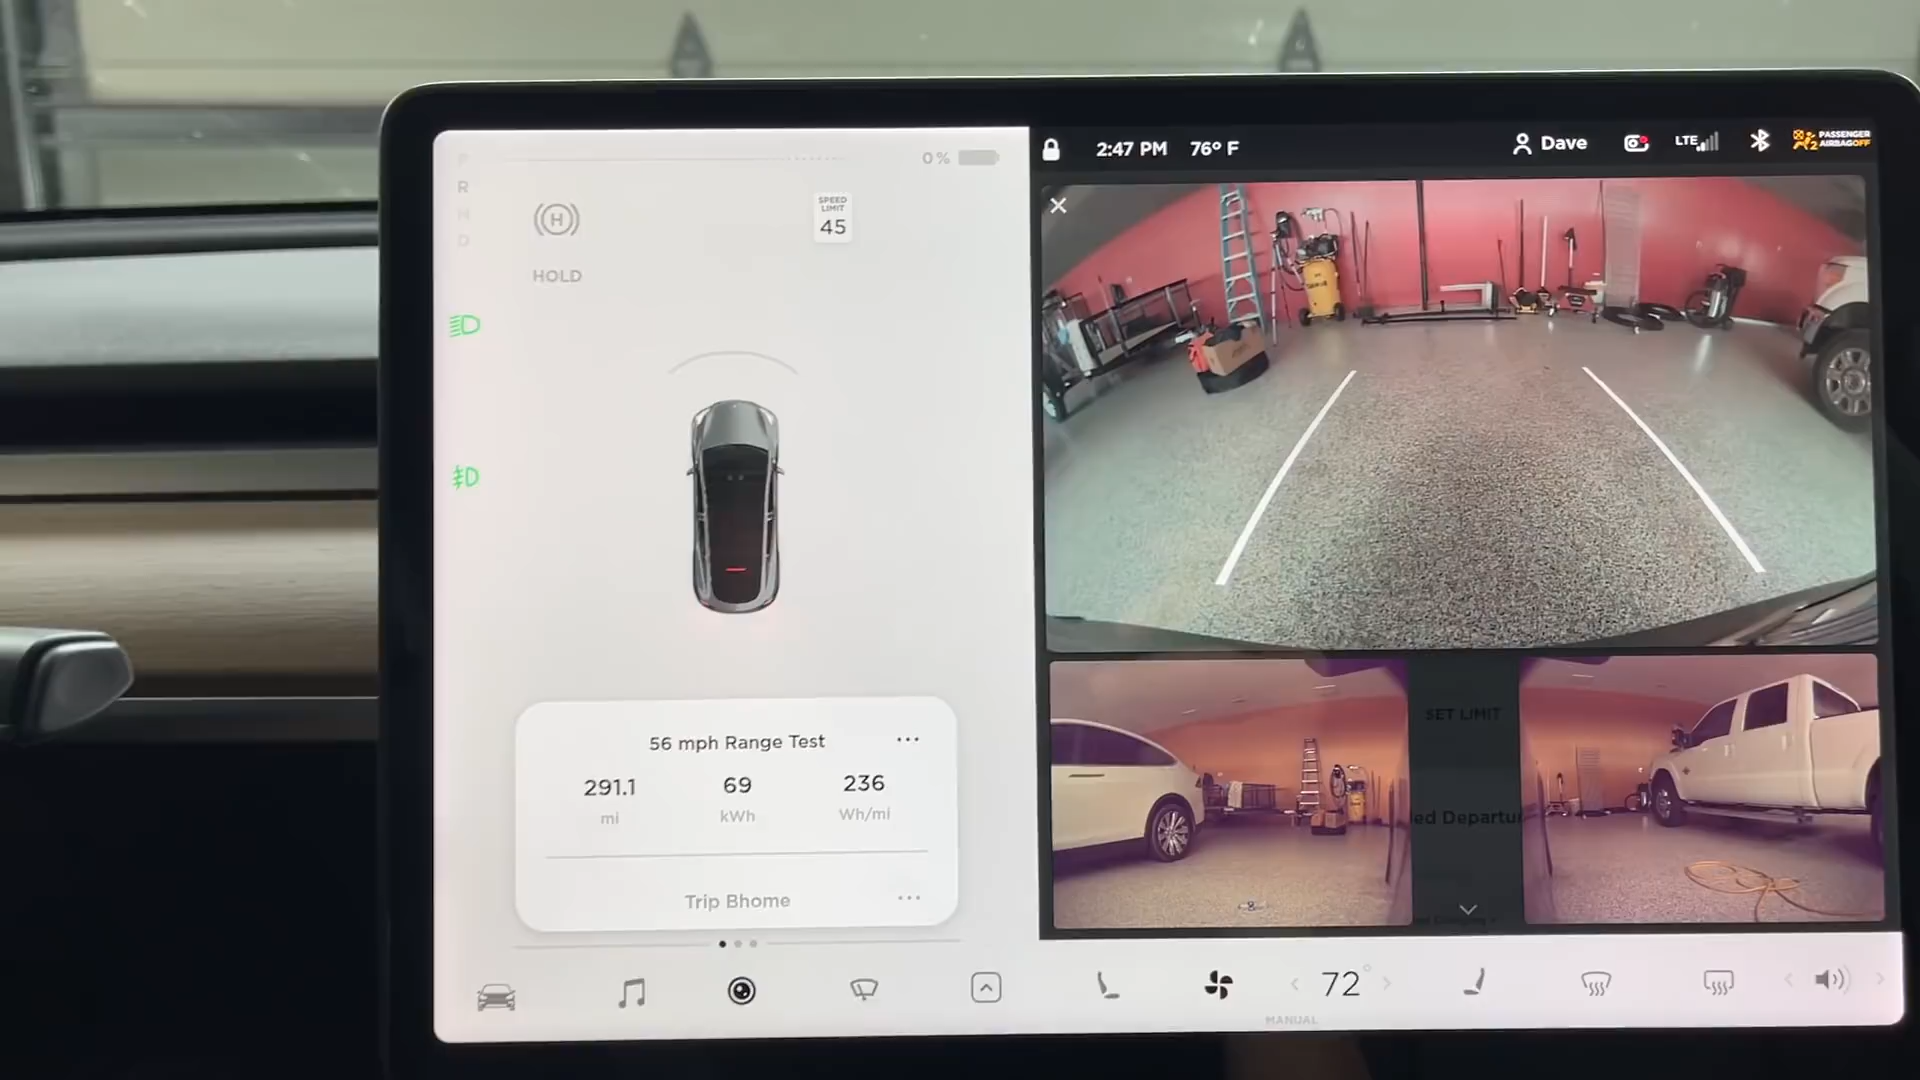 P
R
N
D
0%
HOLD
SPEED
LIMIT
45
56 mph Range Test
291.1 69 236
mi kWh Wh/mi
Trip Bhome
2:47 PM 76° F
Dave
LTE
PASSENGER
AIRBAG OFF
2
SET LIMIT
ed Departur
72°
MANUAL